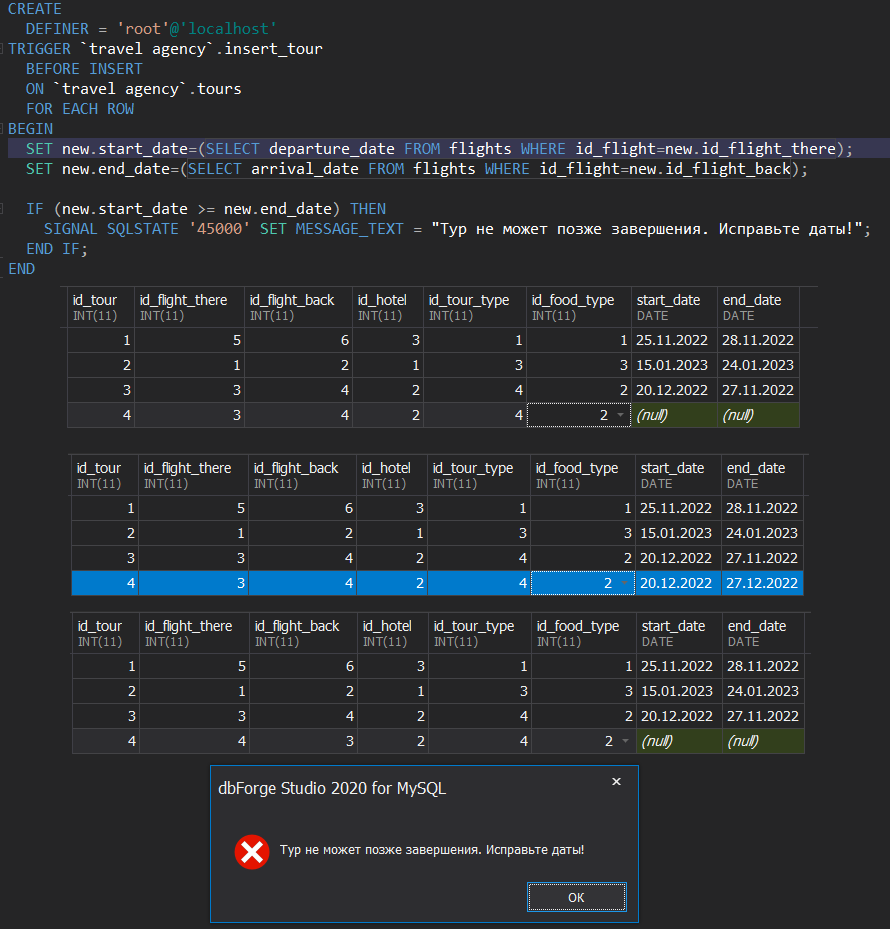 CREATE
DEFINER = 'root'@'localhost'
TRIGGER `travel agency`.insert_tour
BEFORE INSERT
ON `travel agency`.tours
FOR EACH ROW
BEGIN
SET new.start_date=(SELECT departure_date FROM flights WHERE id_flight=new.id_flight_there);
SET new.end_date=(SELECT arrival_date FROM flights WHERE id_flight=new.id_flight_back);
IF (new.start_date >= new.end_date) THEN
SIGNAL SQLSTATE '45000' SET MESSAGE_TEXT = "Тур не может позже завершения. Исправьте даты!";
END IF;
END
id_tour id_flight_there id_flight_back id_hotel id_tour_type id_food_type start_date end_date
INT(11) INT(11) INT(11) INT(11) INT(11) INT(11) DATE DATE
1 5 6 3 1 1 25.11.2022 28.11.2022
2 1 2 1 3 3 15.01.2023 24.01.2023
3 3 4 2 4 2 20.12.2022 27.11.2022
4 3 4 2 4 2 (null) (null)
id_tour id_flight_there id_flight_back id_hotel id_tour_type id_food_type start_date end_date
INT(11) INT(11) INT(11) INT(11) INT(11) INT(11) DATE DATE
1 5 6 3 1 1 25.11.2022 28.11.2022
2 1 2 1 3 3 15.01.2023 24.01.2023
3 3 4 2 4 2 20.12.2022 27.11.2022
4 3 4 2 4 2 20.12.2022 27.12.2022
id_tour id_flight_there id_flight_back id_hotel id_tour_type id_food_type start_date end_date
INT(11) INT(11) INT(11) INT(11) INT(11) INT(11) DATE DATE
1 5 6 3 1 1 25.11.2022 28.11.2022
2 1 2 1 3 3 15.01.2023 24.01.2023
3 3 4 2 4 2 20.12.2022 27.11.2022
4 4 3 2 4 2 (null) (null)
dbForge Studio 2020 for MySQL
Тур не может позже завершения. Исправьте даты!
OK